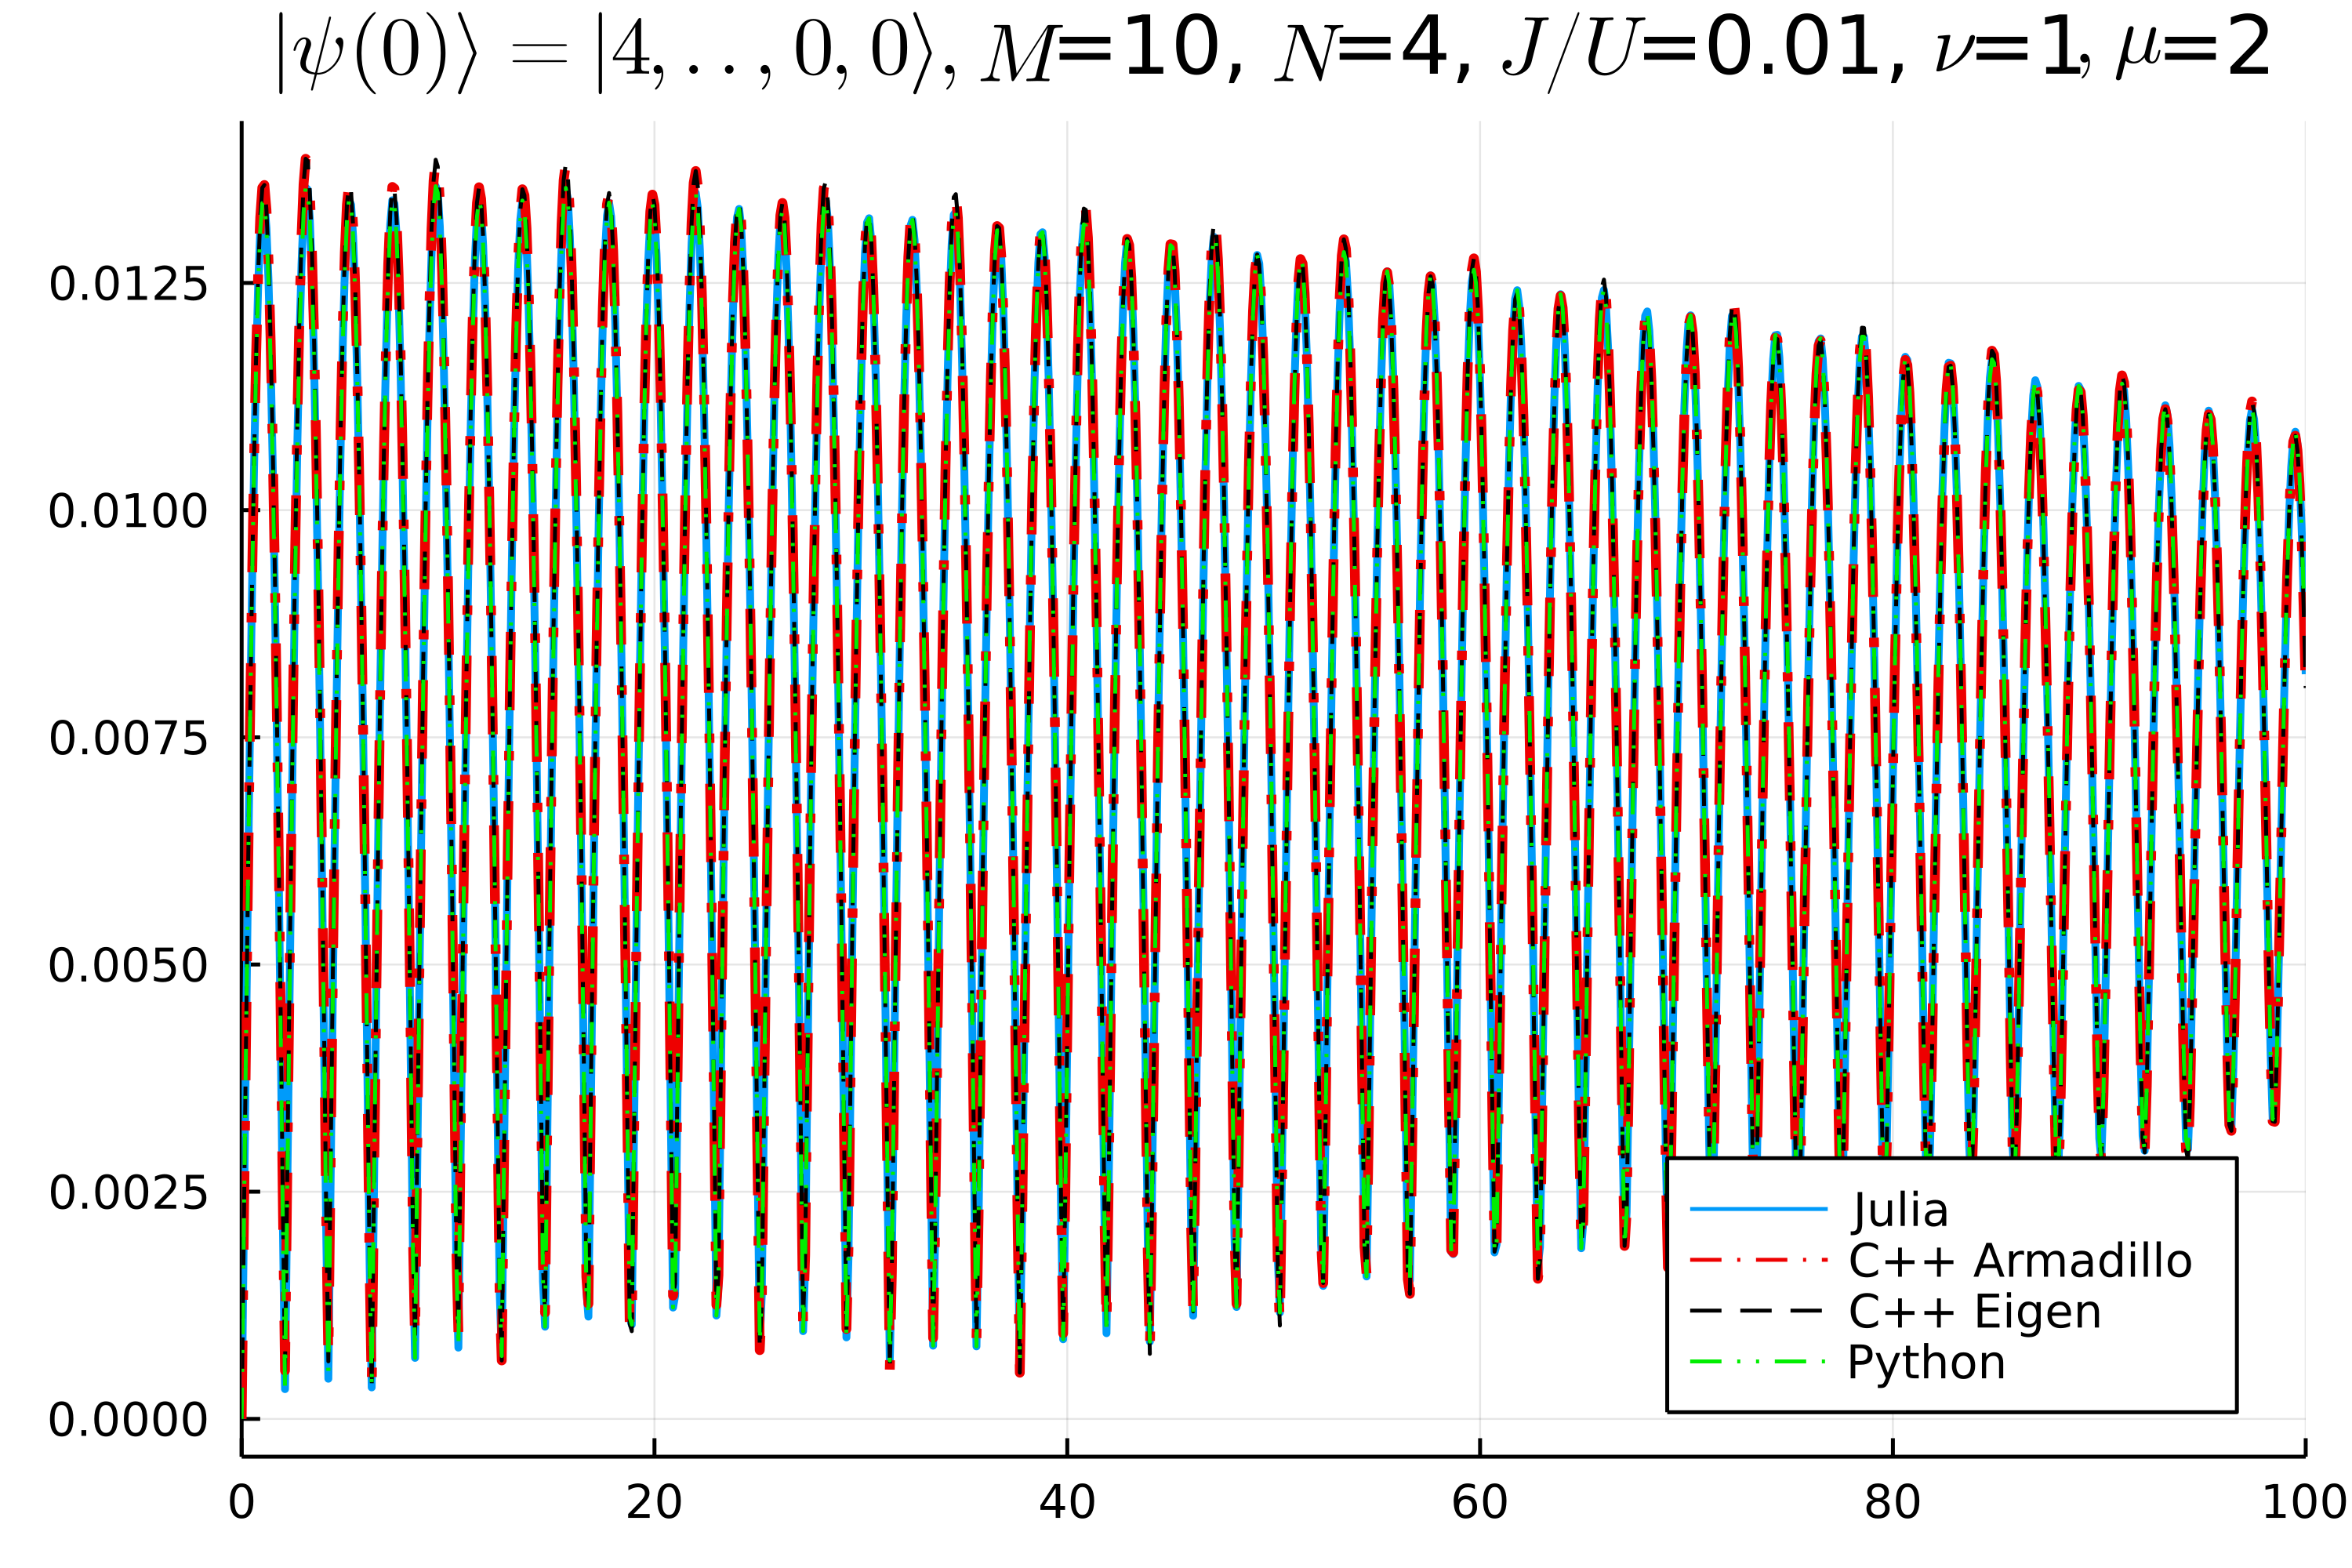 |ψ(0)⟩ = |4, . . , 0, 0⟩, M=10, N=4, J/U=0.01, ν=1, μ=2
0.0125
0.0100
0.0075
0.0050
0.0025
0.0000
Julia
C++ Armadillo
C++ Eigen
Python
0 20 40 60 80 100